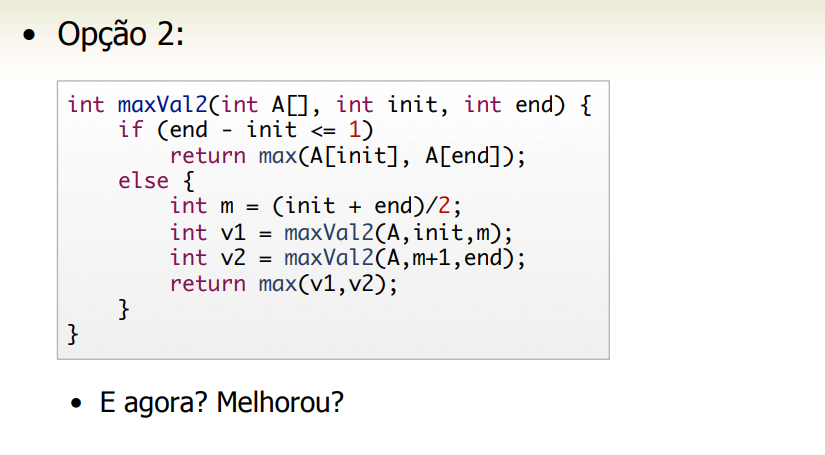 • Opção 2:
int maxVal2(int A[], int init, int end) {
    if (end - init <= 1)
        return max(A[init], A[end]);
    else {
        int m = (init + end)/2;
        int v1 = maxVal2(A,init,m);
        int v2 = maxVal2(A,m+1,end);
        return max(v1,v2);
    }
}
• E agora? Melhorou?